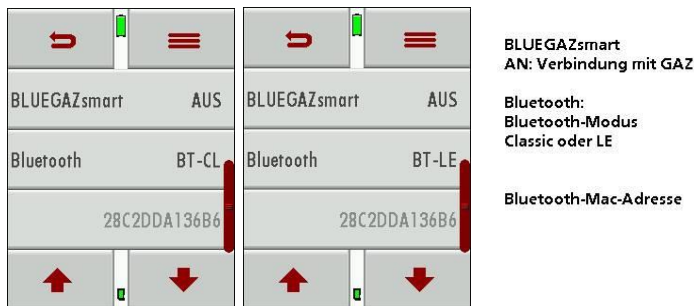 BLUEGAZsmart AUS
Bluetooth BT-CL
28C2DDA136B6
BLUEGAZsmart AUS
Bluetooth BT-LE
28C2DDA136B6
BLUEGAZsmart
AN: Verbindung mit GAZ
Bluetooth:
Bluetooth-Modus
Classic oder LE
Bluetooth-Mac-Adresse